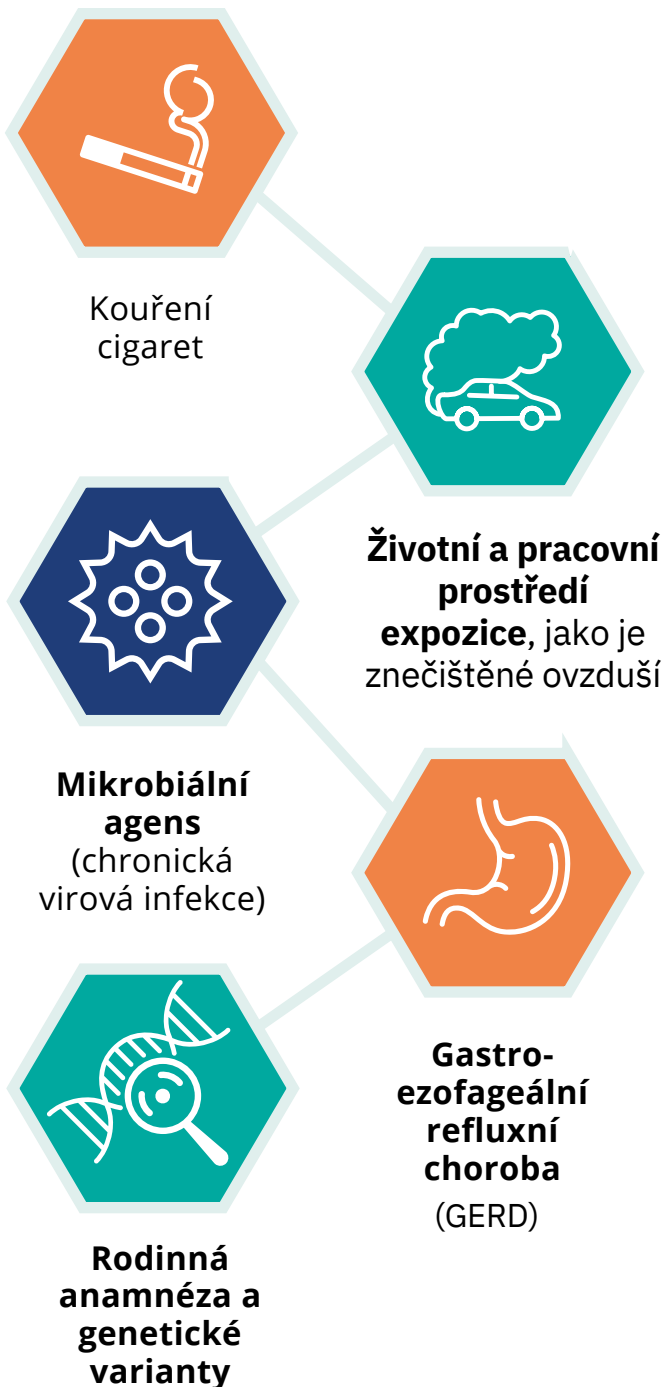 Kouření
cigaret
Životní a pracovní
prostředí
expozice, jako je
znečištěné ovzduší
Mikrobiální
agens
(chronická
virová infekce)
Gastro-
ezofageální
refluxní
choroba
(GERD)
Rodinná
anamnéza a
genetické
varianty